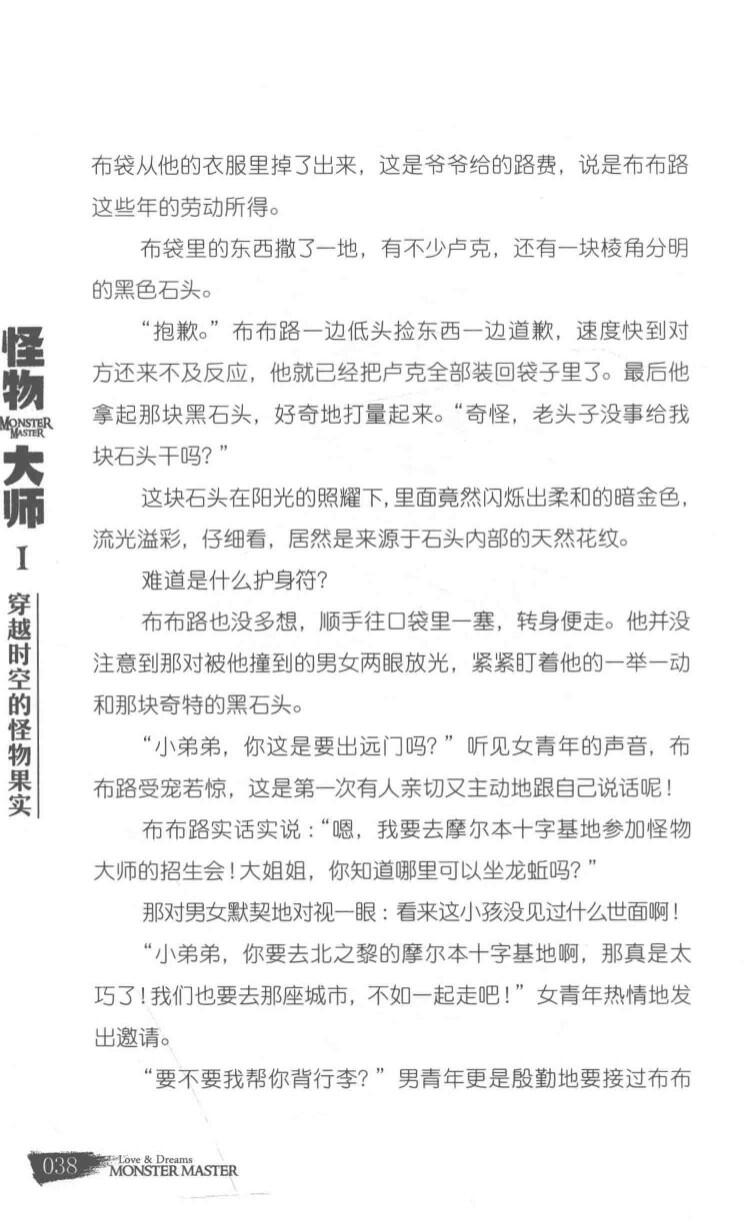 布袋从他的衣服里掉了出来，这是爷爷给的路费，说是布布路
这些年的劳动所得。
布袋里的东西撒了一地，有不少卢克，还有一块棱角分明
的黑色石头。
“抱歉。”布布路一边低头捡东西一边道歉，速度快到对
方还来不及反应，他就已经把卢克全部装回袋子里了。最后他
拿起那块黑石头，好奇地打量起来。“奇怪，老头子没事给我
块石头干吗？”
这块石头在阳光的照耀下，里面竟然闪烁出柔和的暗金色，
流光溢彩，仔细看，居然是来源于石头内部的天然花纹。
难道是什么护身符？
布布路也没多想，顺手往口袋里一塞，转身便走。他并没
注意到那对被他撞到的男女两眼放光，紧紧盯着他的一举一动
和那块奇特的黑石头。
“小弟弟，你这是要出远门吗？”听见女青年的声音，布
布路受宠若惊，这是第一次有人亲切又主动地跟自己说话呢！
布布路实话实说：“嗯，我要去摩尔本十字基地参加怪物
大师的招生会！大姐姐，你知道哪里可以坐龙蚯吗？”
那对男女默契地对视一眼：看来这小孩没见过什么世面啊！
“小弟弟，你要去北之黎的摩尔本十字基地啊，那真是太
巧了！我们也要去那座城市，不如一起走吧！”女青年热情地发
出邀请。
“要不要我帮你背行李？”男青年更是殷勤地要接过布布
怪物
MONSTER
MASTER
大师
I
穿越时空的怪物果实
038
Love & Dreams
MONSTER MASTER